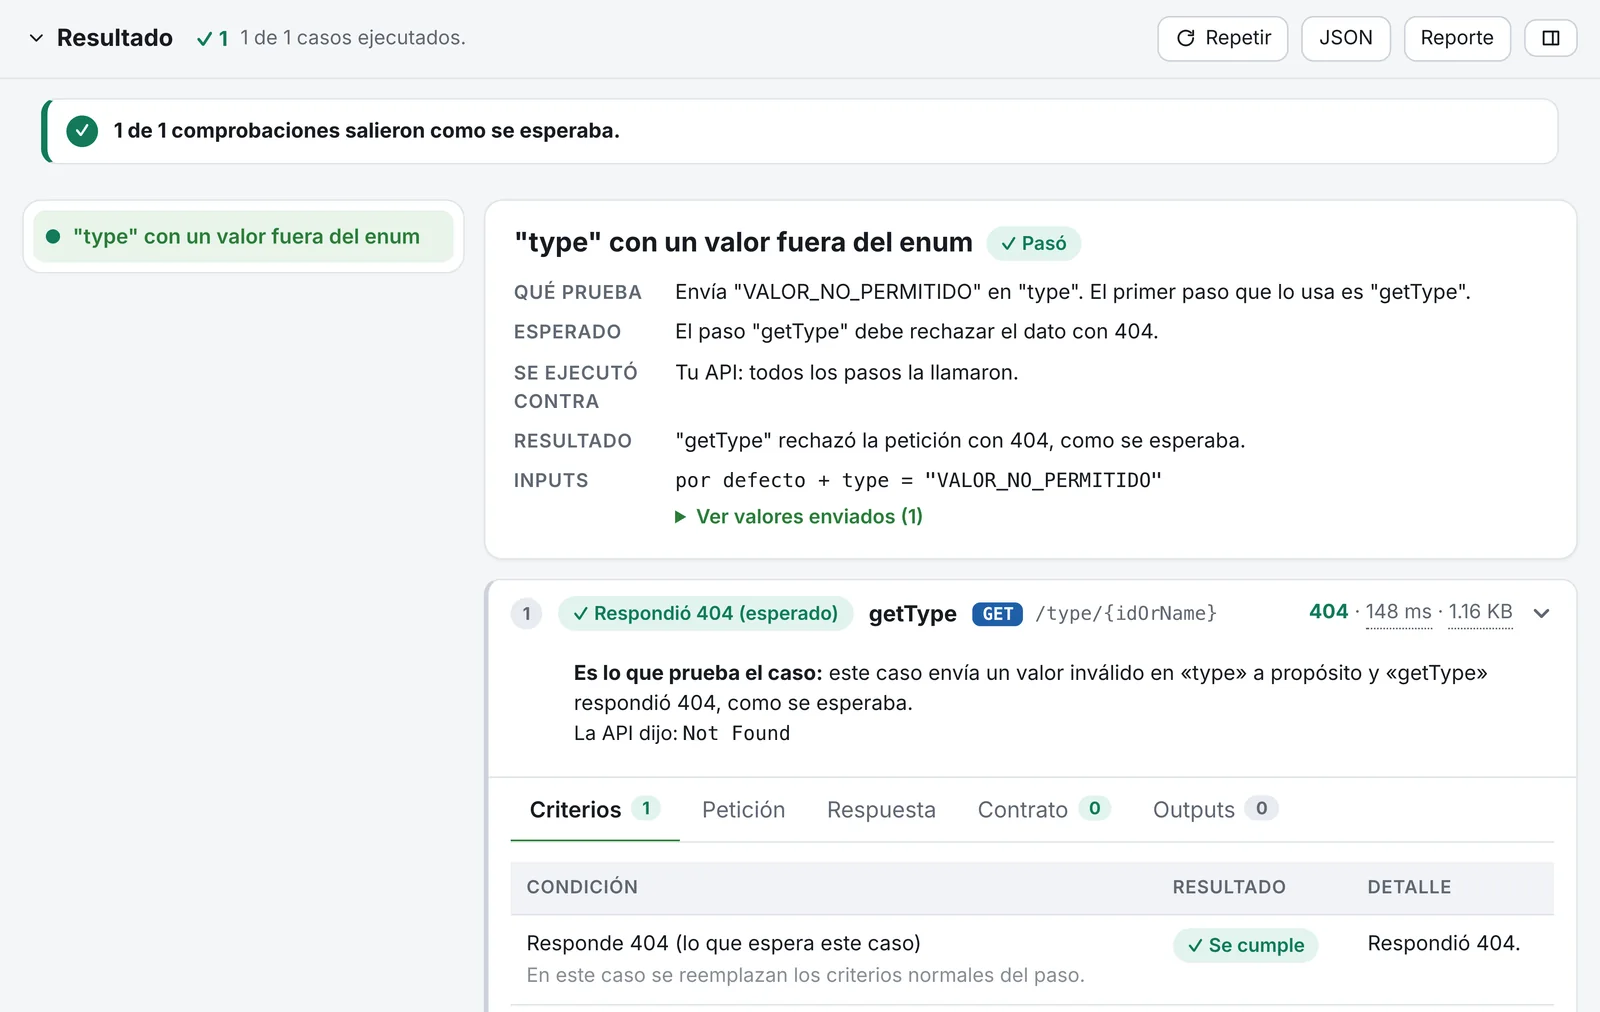 Resultado ✓ 1 1 de 1 casos ejecutados.
Repetir JSON Reporte
1 de 1 comprobaciones salieron como se esperaba.
"type" con un valor fuera del enum
"type" con un valor fuera del enum ✓ Pasó
QUÉ PRUEBA Envía "VALOR_NO_PERMITIDO" en "type". El primer paso que lo usa es "getType".
ESPERADO El paso "getType" debe rechazar el dato con 404.
SE EJECUTÓ CONTRA Tu API: todos los pasos la llamaron.
RESULTADO "getType" rechazó la petición con 404, como se esperaba.
INPUTS por defecto + type = "VALOR_NO_PERMITIDO"
▶ Ver valores enviados (1)
1 ✓ Respondió 404 (esperado) getType GET /type/{idOrName} 404 · 148 ms · 1.16 KB
Es lo que prueba el caso: este caso envía un valor inválido en «type» a propósito y «getType»
respondió 404, como se esperaba.
La API dijo: Not Found
Criterios 1 Petición Respuesta Contrato 0 Outputs 0
CONDICIÓN RESULTADO DETALLE
Responde 404 (lo que espera este caso) ✓ Se cumple Respondió 404.
En este caso se reemplazan los criterios normales del paso.